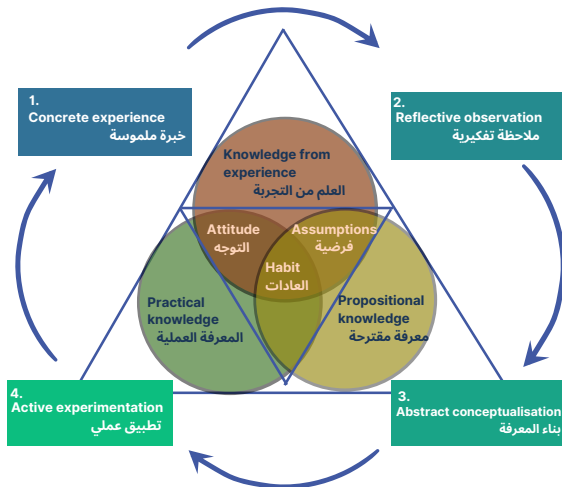 1.
Concrete experience
خبرة ملموسة
2.
Reflective observation
ملاحظة تفكيرية
Knowledge from
experience
العلم من التجربة
Attitude
التوجه
Assumptions
فرضية
Habit
العادات
Practical
knowledge
المعرفة العملية
Propositional
knowledge
معرفة مقترحة
4.
Active experimentation
تطبيق عملي
3.
Abstract conceptualisation
بناء المعرفة